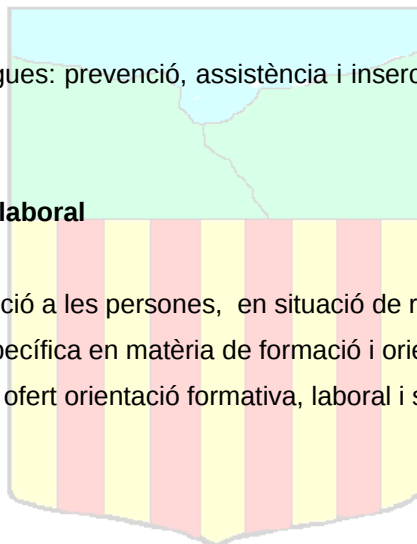 gues: prevenció, assistència i inserc
laboral
ció a les persones, en situació de r
pecífica en matèria de formació i orie
ofert orientació formativa, laboral i s